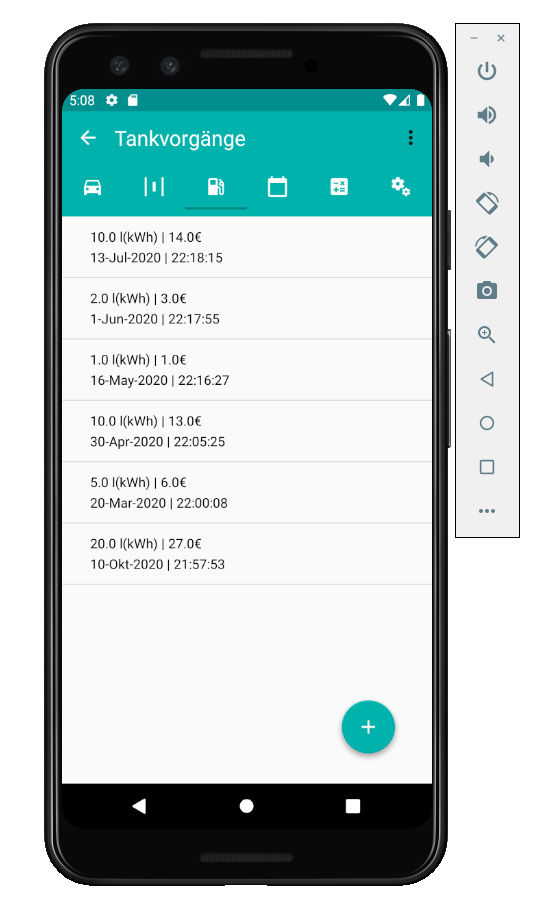 5:08
Tankvorgänge
10.0 l(kWh) | 14.0€
13-Jul-2020 | 22:18:15
2.0 l(kWh) | 3.0€
1-Jun-2020 | 22:17:55
1.0 l(kWh) | 1.0€
16-May-2020 | 22:16:27
10.0 l(kWh) | 13.0€
30-Apr-2020 | 22:05:25
5.0 l(kWh) | 6.0€
20-Mar-2020 | 22:00:08
20.0 l(kWh) | 27.0€
10-Okt-2020 | 21:57:53